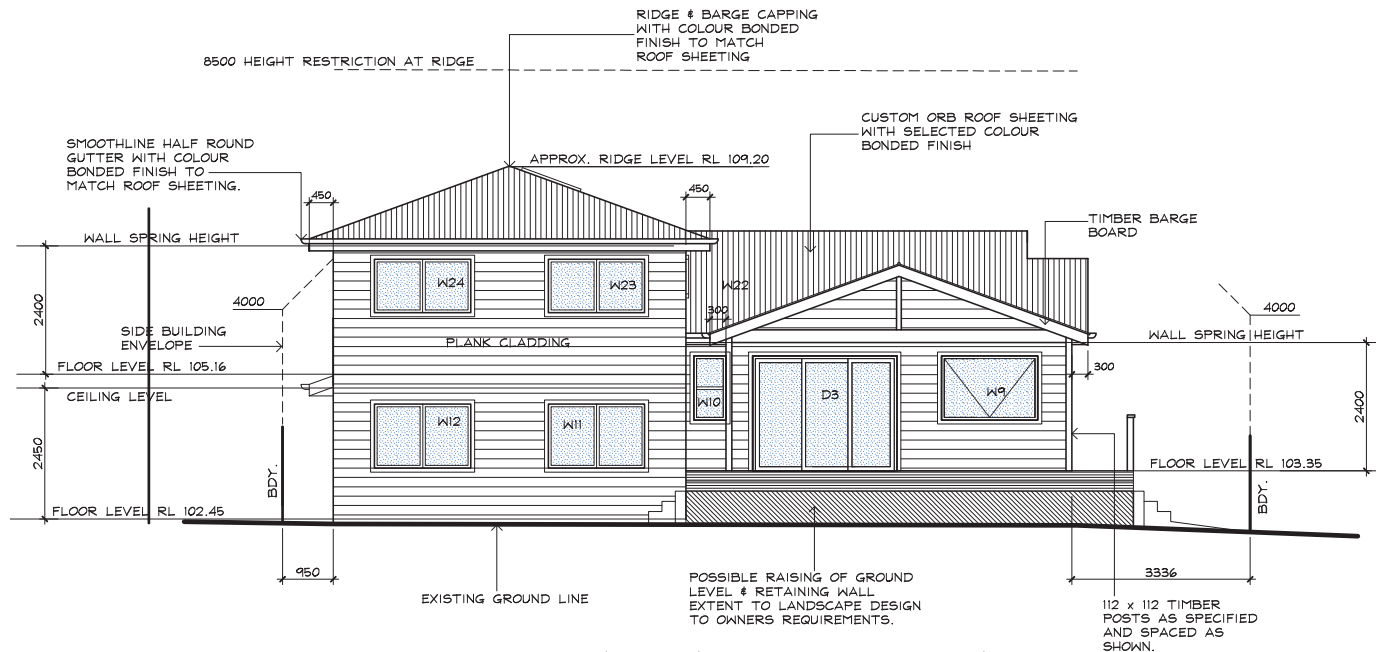 RIDGE & BARGE CAPPING
WITH COLOUR BONDED
FINISH TO MATCH
ROOF SHEETING
8500 HEIGHT RESTRICTION AT RIDGE
CUSTOM ORB ROOF SHEETING
WITH SELECTED COLOUR
BONDED FINISH
SMOOTHLINE HALF ROUND
GUTTER WITH COLOUR
BONDED FINISH TO
MATCH ROOF SHEETING.
APPROX. RIDGE LEVEL RL 109.20
450
450
TIMBER BARGE
BOARD
WALL SPRING HEIGHT
W24
W23
W22
4000
300
4000
2400
SIDE BUILDING
ENVELOPE
PLANK CLADDING
WALL SPRING HEIGHT
FLOOR LEVEL RL 105.16
300
CEILING LEVEL
W10
D3
W9
2400
W12
W11
2450
FLOOR LEVEL RL 103.35
BDY.
BDY.
FLOOR LEVEL RL 102.45
950
3336
EXISTING GROUND LINE
POSSIBLE RAISING OF GROUND
LEVEL & RETAINING WALL
EXTENT TO LANDSCAPE DESIGN
TO OWNERS REQUIREMENTS.
112 x 112 TIMBER
POSTS AS SPECIFIED
AND SPACED AS
SHOWN.